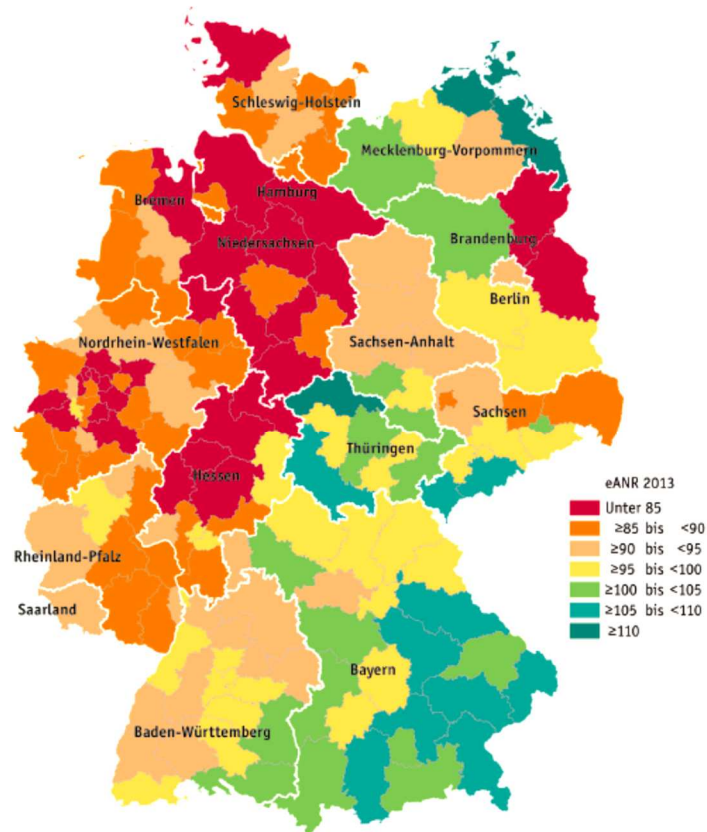 Schleswig-Holstein
Mecklenburg-Vorpommern
Hamburg
Bremen
Niedersachsen
Brandenburg
Berlin
Nordrhein-Westfalen
Sachsen-Anhalt
Sachsen
Thüringen
Hessen
eANR 2013
Unter 85
≥85 bis <90
≥90 bis <95
≥95 bis <100
≥100 bis <105
≥105 bis <110
≥110
Rheinland-Pfalz
Saarland
Bayern
Baden-Württemberg